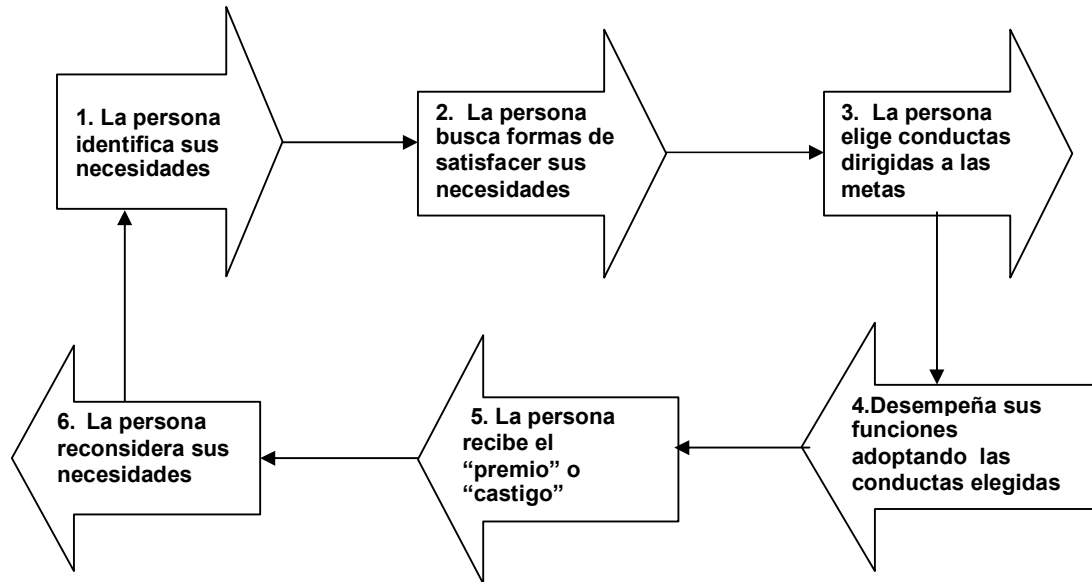 1. La persona
identifica sus
necesidades
2. La persona
busca formas de
satisfacer sus
necesidades
3. La persona
elige conductas
dirigidas a las
metas
4.Desempeña sus
funciones
adoptando las
conductas elegidas
5. La persona
recibe el
“premio” o
“castigo”
6. La persona
reconsidera sus
necesidades